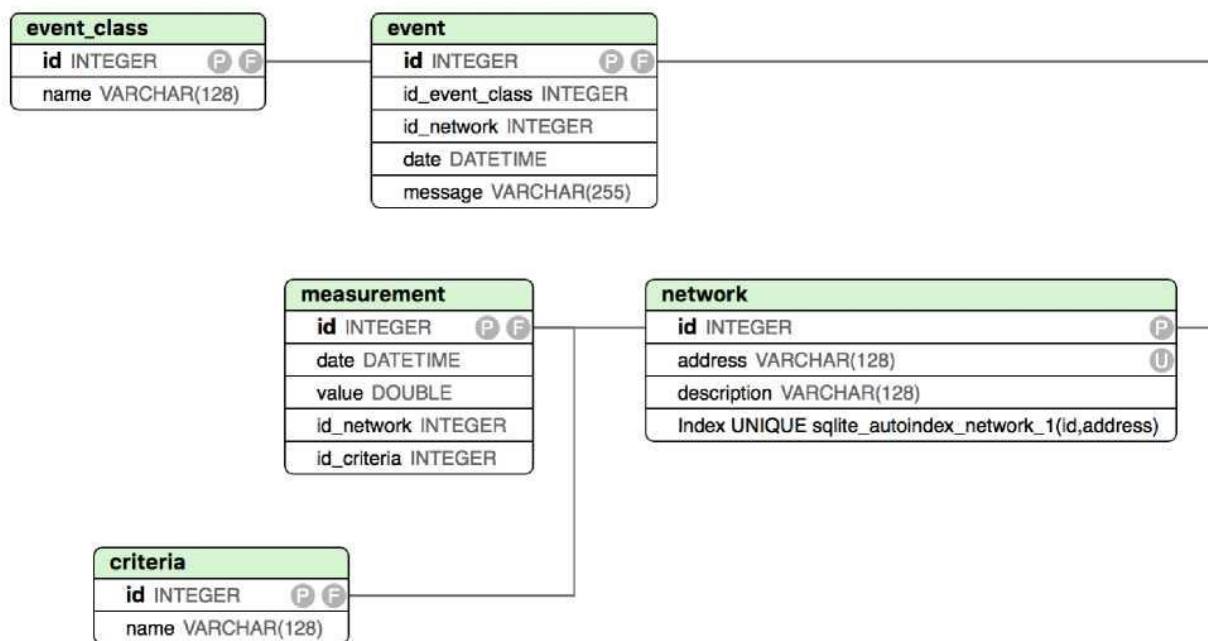 event_class
id INTEGER P F
name VARCHAR(128)
event
id INTEGER P F
id_event_class INTEGER
id_network INTEGER
date DATETIME
message VARCHAR(255)
measurement
id INTEGER P F
date DATETIME
value DOUBLE
id_network INTEGER
id_criteria INTEGER
network
id INTEGER P
address VARCHAR(128) U
description VARCHAR(128)
Index UNIQUE sqlite_autoindex_network_1(id,address)
criteria
id INTEGER P F
name VARCHAR(128)